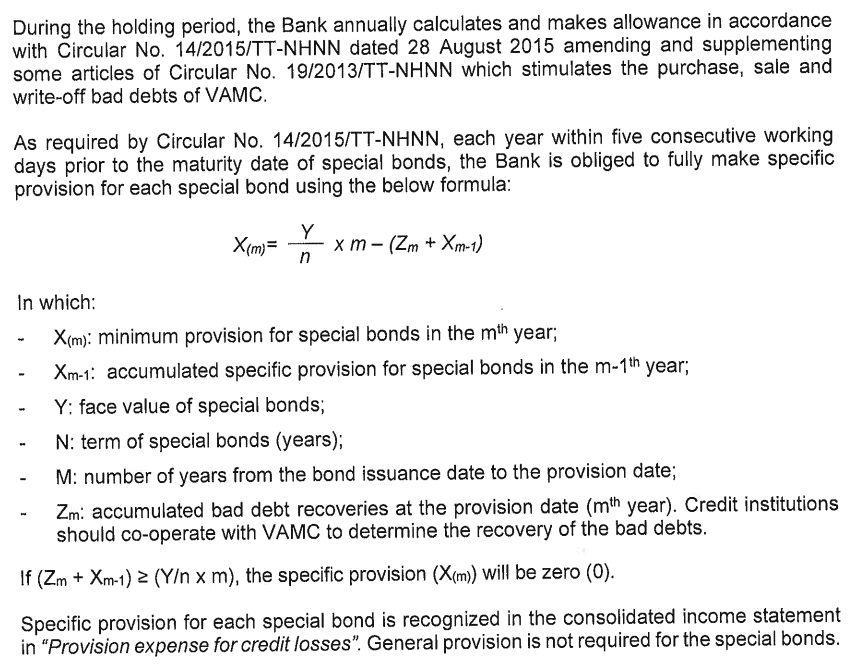 During the holding period, the Bank annually calculates and makes allowance in accordance
with Circular No. 14/2015/TT-NHNN dated 28 August 2015 amending and supplementing
some articles of Circular No. 19/2013/TT-NHNN which stimulates the purchase, sale and
write-off bad debts of VAMC.
As required by Circular No. 14/2015/TT-NHNN, each year within five consecutive working
days prior to the maturity date of special bonds, the Bank is obliged to fully make specific
provision for each special bond using the below formula:
X(m)= Y/n x m – (Zm + Xm-1)
In which:
- X(m): minimum provision for special bonds in the mth year;
- Xm-1: accumulated specific provision for special bonds in the m-1th year;
- Y: face value of special bonds;
- N: term of special bonds (years);
- M: number of years from the bond issuance date to the provision date;
- Zm: accumulated bad debt recoveries at the provision date (mth year). Credit institutions
should co-operate with VAMC to determine the recovery of the bad debts.
If (Zm + Xm-1) ≥ (Y/n x m), the specific provision (X(m)) will be zero (0).
Specific provision for each special bond is recognized in the consolidated income statement
in “Provision expense for credit losses”. General provision is not required for the special bonds.